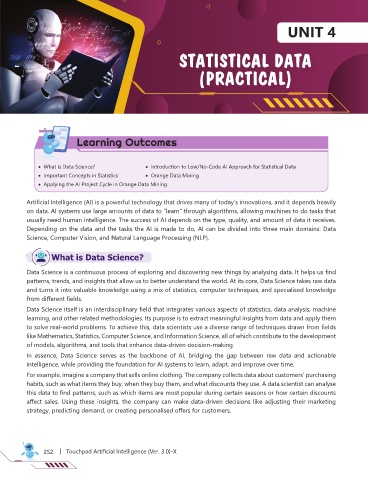 UNIT 4
STATISTICAL DATA
(PRACTICAL)
Learning Outcomes
• What is Data Science?
• Introduction to Low/No-Code AI Approach for Statistical Data
• Important Concepts in Statistics
• Orange Data Mining
• Applying the AI Project Cycle in Orange Data Mining
Artificial Intelligence (AI) is a powerful technology that drives many of today's innovations, and it depends heavily
on data. AI systems use large amounts of data to "learn" through algorithms, allowing machines to do tasks that
usually need human intelligence. The success of AI depends on the type, quality, and amount of data it receives.
Depending on the data and the tasks the AI is made to do, AI can be divided into three main domains: Data
Science, Computer Vision, and Natural Language Processing (NLP).
What is Data Science?
Data Science is a continuous process of exploring and discovering new things by analysing data. It helps us find
patterns, trends, and insights that allow us to better understand the world. At its core, Data Science takes raw data
and turns it into valuable knowledge using a mix of statistics, computer techniques, and specialised knowledge
from different fields.
Data Science itself is an interdisciplinary field that integrates various aspects of statistics, data analysis, machine
learning, and other related methodologies. Its purpose is to extract meaningful insights from data and apply them
to solve real-world problems. To achieve this, data scientists use a diverse range of techniques drawn from fields
like Mathematics, Statistics, Computer Science, and Information Science, all of which contribute to the development
of models, algorithms, and tools that enhance data-driven decision-making.
In essence, Data Science serves as the backbone of AI, bridging the gap between raw data and actionable
intelligence, while providing the foundation for AI systems to learn, adapt, and improve over time.
For example, imagine a company that sells online clothing. The company collects data about customers' purchasing
habits, such as what items they buy, when they buy them, and what discounts they use. A data scientist can analyse
this data to find patterns, such as which items are most popular during certain seasons or how certain discounts
affect sales. Using these insights, the company can make data-driven decisions like adjusting their marketing
strategy, predicting demand, or creating personalised offers for customers.
252 | Touchpad Artificial Intelligence (Ver. 3.0)-X